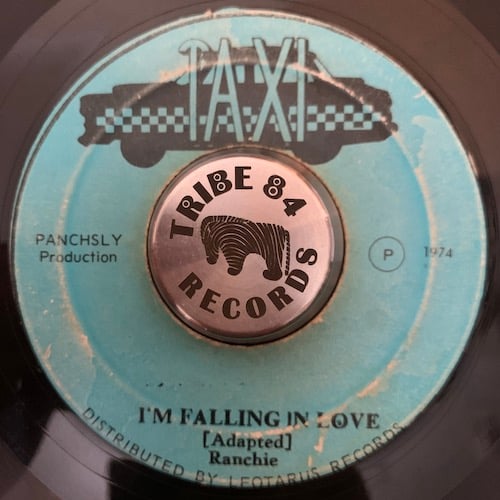 TAXI
TRIBE 84
RECORDS
PANCHSLY
Production
P
1974
I'M FALLING IN LOVE
[Adapted]
Ranchie
DISTRIBUTED BY LEOTARUS RECORDS